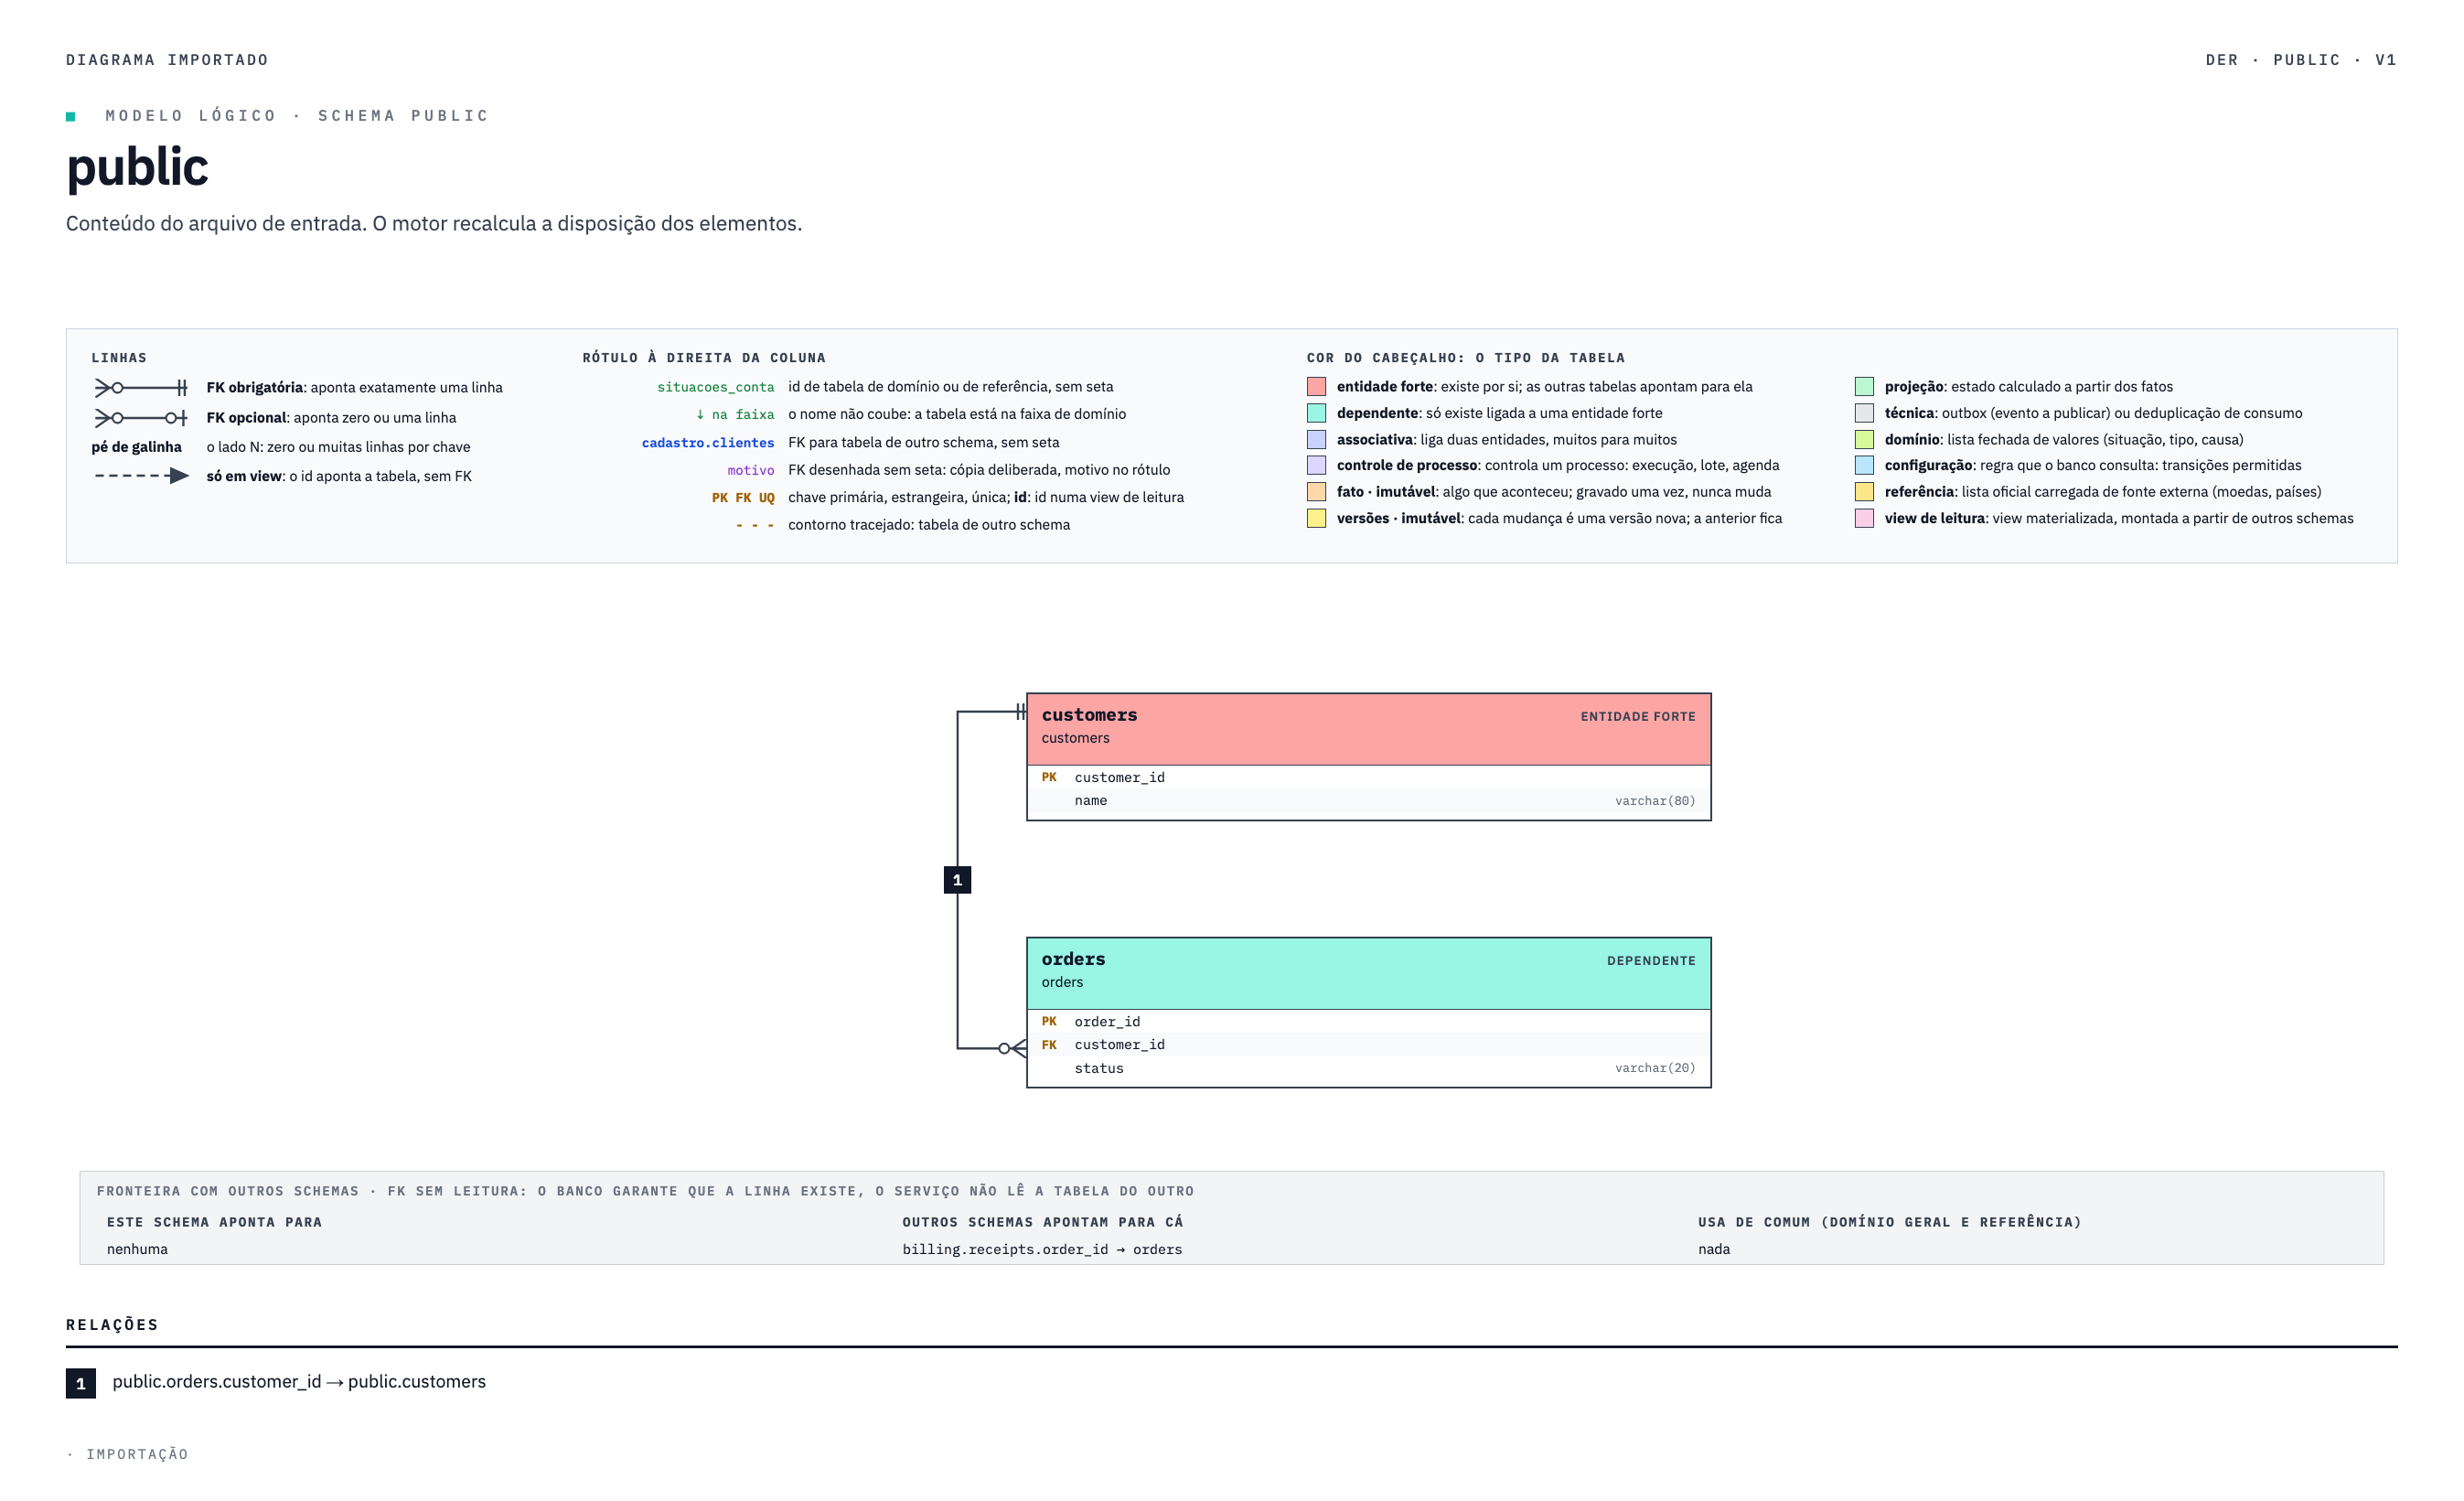 DIAGRAMA IMPORTADO
DER · PUBLIC · V1
MODELO LÓGICO · SCHEMA PUBLIC
public
Conteúdo do arquivo de entrada. O motor recalcula a disposição dos elementos.
LINHAS
FK obrigatória: aponta exatamente uma linha
FK opcional: aponta zero ou uma linha
pé de galinha o lado N: zero ou muitas linhas por chave
só em view: o id aponta a tabela, sem FK
RÓTULO À DIREITA DA COLUNA
situacoes_conta id de tabela de domínio ou de referência, sem seta
↓ na faixa o nome não coube: a tabela está na faixa de domínio
cadastro.clientes FK para tabela de outro schema, sem seta
motivo FK desenhada sem seta: cópia deliberada, motivo no rótulo
PK FK UQ chave primária, estrangeira, única; id: id numa view de leitura
- - - contorno tracejado: tabela de outro schema
COR DO CABEÇALHO: O TIPO DA TABELA
entidade forte: existe por si; as outras tabelas apontam para ela
dependente: só existe ligada a uma entidade forte
associativa: liga duas entidades, muitos para muitos
controle de processo: controla um processo: execução, lote, agenda
fato · imutável: algo que aconteceu; gravado uma vez, nunca muda
versões · imutável: cada mudança é uma versão nova; a anterior fica
projeção: estado calculado a partir dos fatos
técnica: outbox (evento a publicar) ou deduplicação de consumo
domínio: lista fechada de valores (situação, tipo, causa)
configuração: regra que o banco consulta: transições permitidas
referência: lista oficial carregada de fonte externa (moedas, países)
view de leitura: view materializada, montada a partir de outros schemas
customers ENTIDADE FORTE
customers
PK customer_id
name varchar(80)
1
orders DEPENDENTE
orders
PK order_id
FK customer_id
status varchar(20)
FRONTEIRA COM OUTROS SCHEMAS · FK SEM LEITURA: O BANCO GARANTE QUE A LINHA EXISTE, O SERVIÇO NÃO LÊ A TABELA DO OUTRO
ESTE SCHEMA APONTA PARA
nenhuma
OUTROS SCHEMAS APONTAM PARA CÁ
billing.receipts.order_id → orders
USA DE COMUM (DOMÍNIO GERAL E REFERÊNCIA)
nada
RELAÇÕES
1 public.orders.customer_id → public.customers
· IMPORTAÇÃO